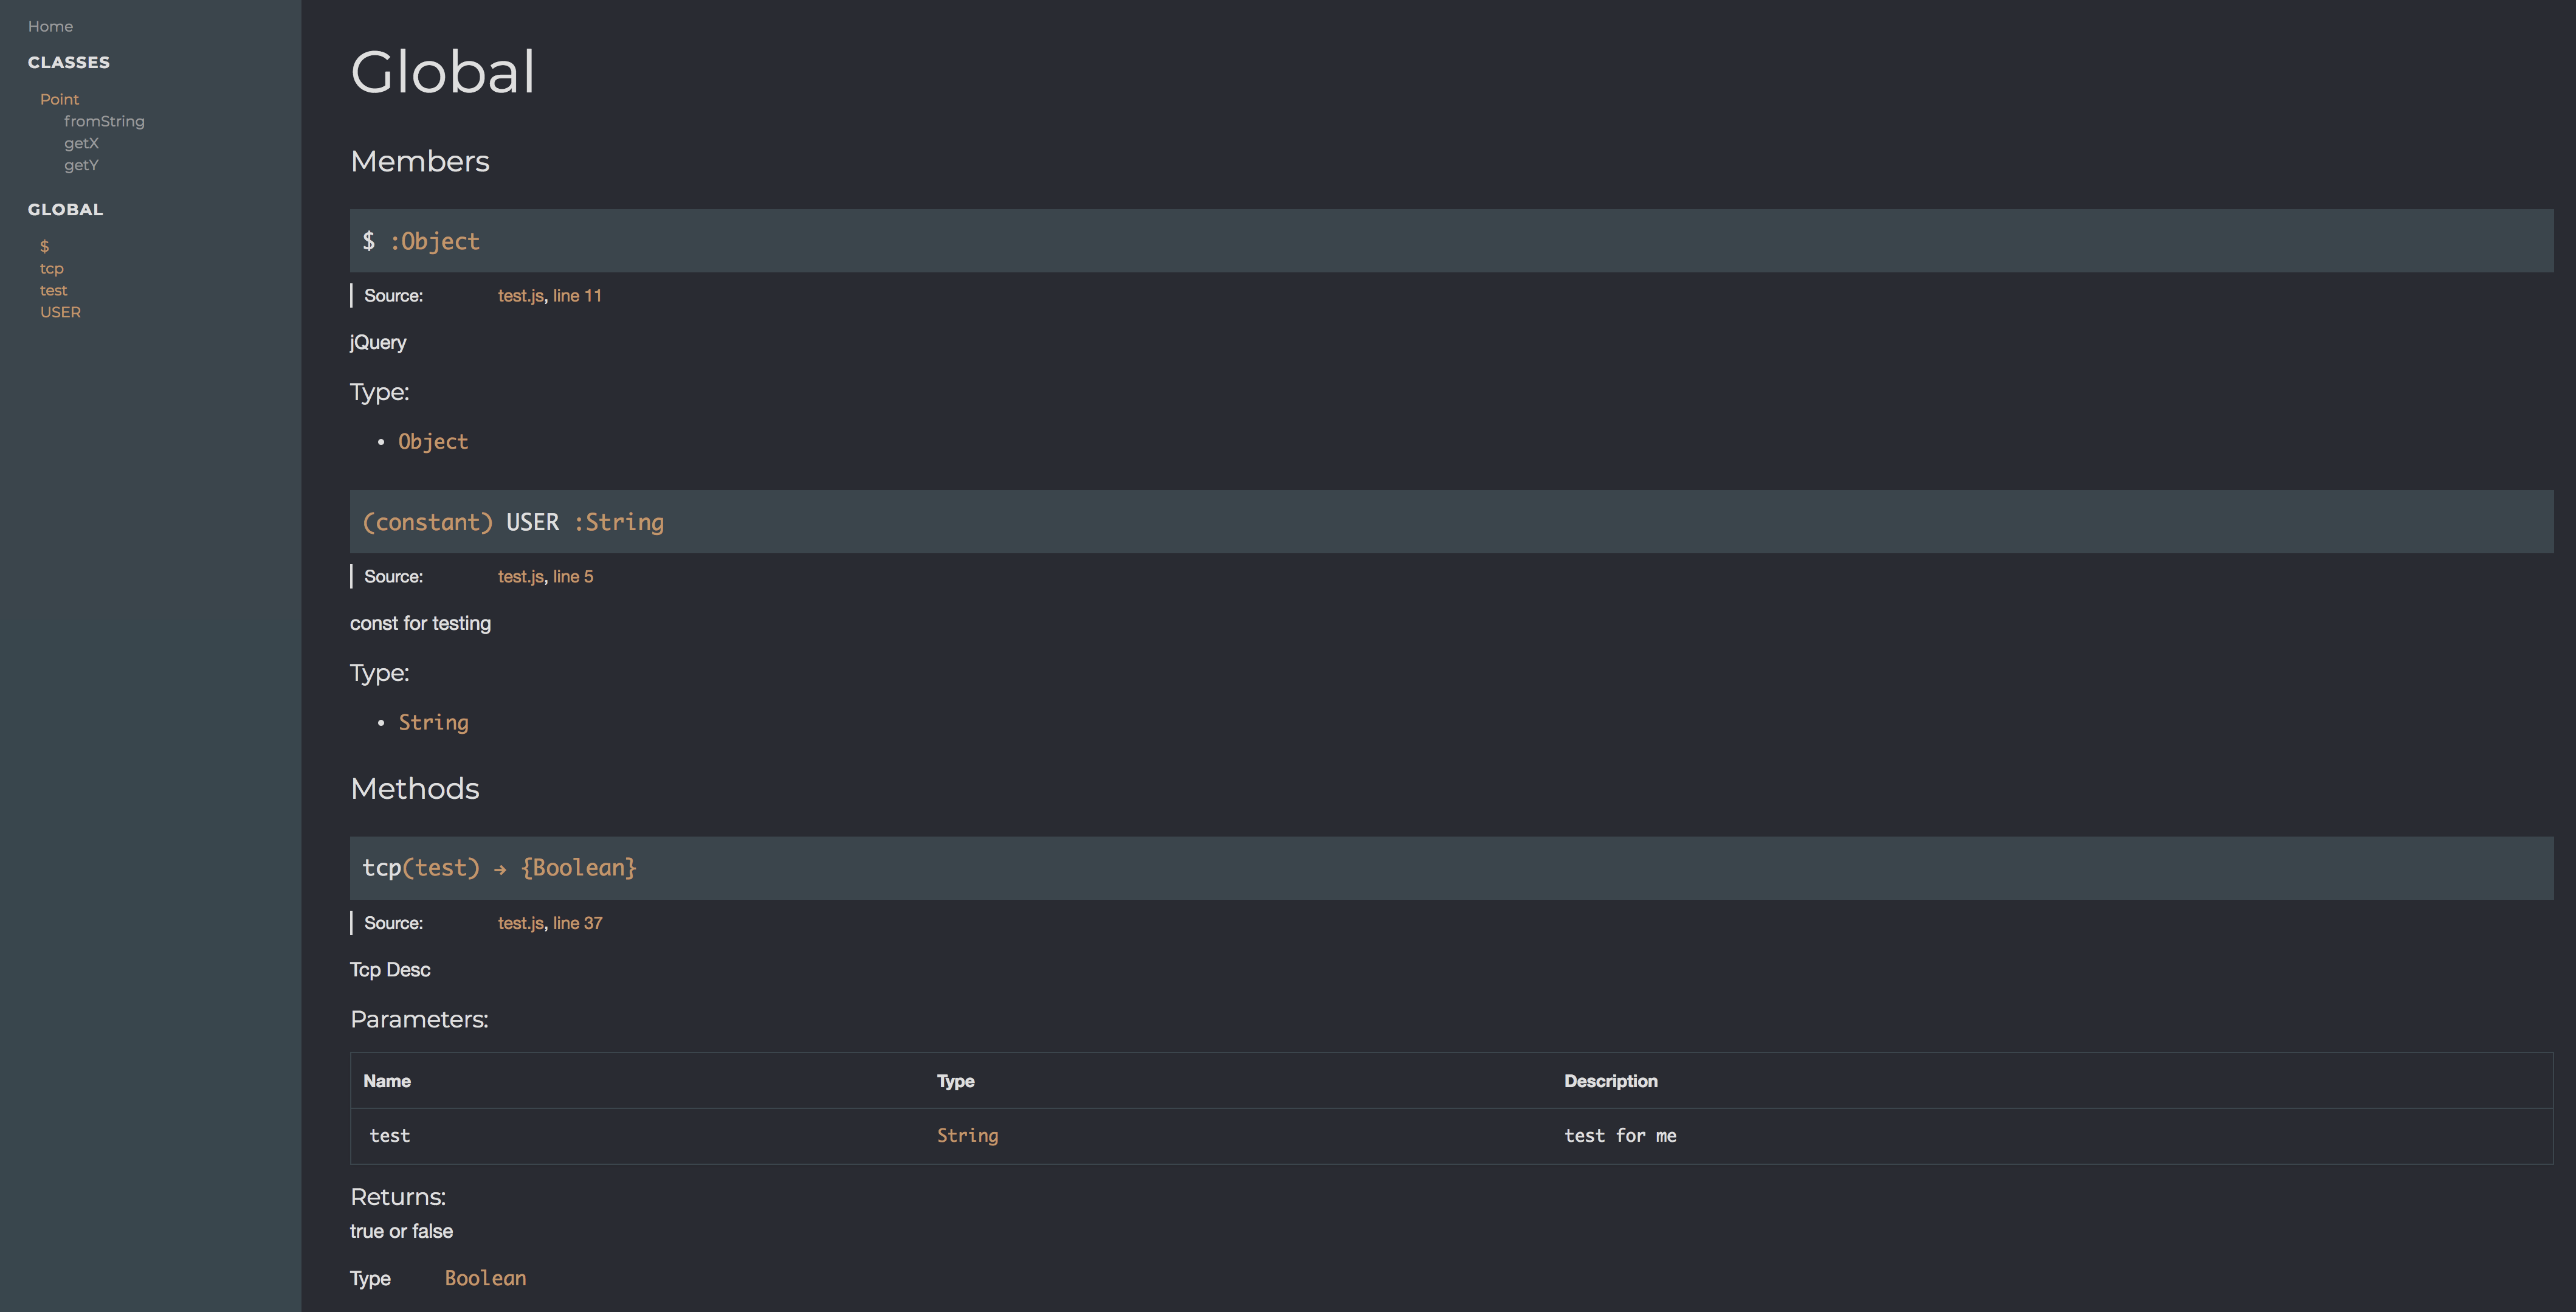 Home
CLASSES
Point
fromString
getX
getY
GLOBAL
$
tcp
test
USER
Global
Members
$ :Object
Source: test.js, line 11
jQuery
Type:
• Object
(constant) USER :String
Source: test.js, line 5
const for testing
Type:
• String
Methods
tcp(test) → {Boolean}
Source: test.js, line 37
Tcp Desc
Parameters:
Name Type Description
test String test for me
Returns:
true or false
Type Boolean